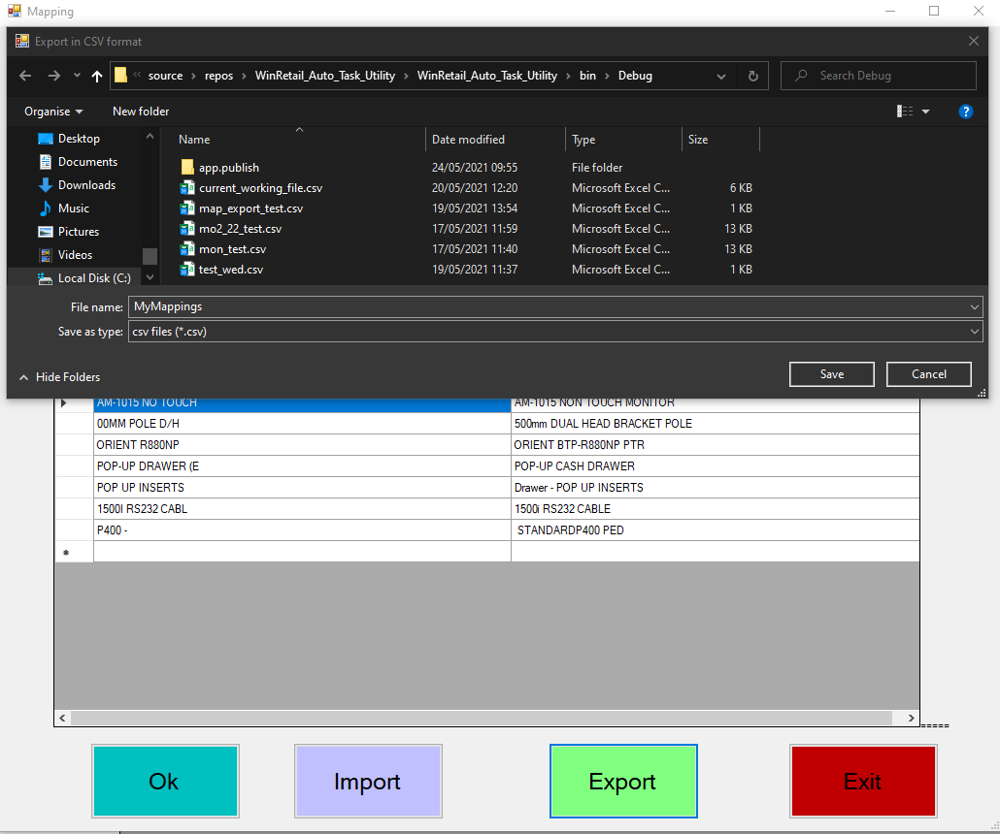 Mapping
Export in CSV format
« source › repos › WinRetail_Auto_Task_Utility › WinRetail_Auto_Task_Utility › bin › Debug
Search Debug
Organise New folder
Desktop
Documents
Downloads
Music
Pictures
Videos
Local Disk (C:)
Name Date modified Type Size
app.publish 24/05/2021 09:55 File folder
current_working_file.csv 20/05/2021 12:20 Microsoft Excel C... 6 KB
map_export_test.csv 19/05/2021 13:54 Microsoft Excel C... 1 KB
mo2_22_test.csv 17/05/2021 11:59 Microsoft Excel C... 13 KB
mon_test.csv 17/05/2021 11:40 Microsoft Excel C... 13 KB
test_wed.csv 19/05/2021 11:37 Microsoft Excel C... 1 KB
File name: MyMappings
Save as type: csv files (*.csv)
Hide Folders
Save Cancel
AM-1015 NO TOUCH AM-1015 NON TOUCH MONITOR
00MM POLE D/H 500mm DUAL HEAD BRACKET POLE
ORIENT R880NP ORIENT BTP-R880NP PTR
POP-UP DRAWER (E POP-UP CASH DRAWER
POP UP INSERTS Drawer - POP UP INSERTS
1500I RS232 CABL 1500i RS232 CABLE
P400 - STANDARDP400 PED
=====
Ok Import Export Exit